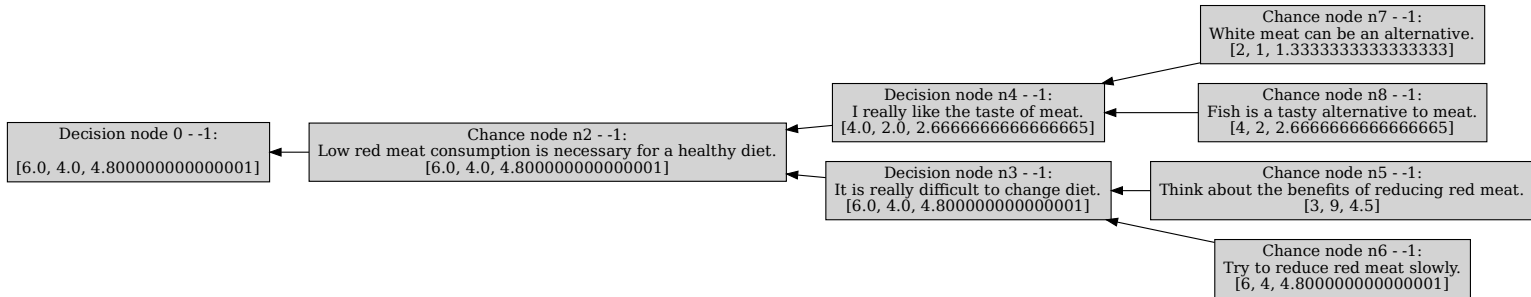 Decision node 0 - -1:
[6.0, 4.0, 4.800000000000001]
Chance node n2 - -1:
Low red meat consumption is necessary for a healthy diet.
[6.0, 4.0, 4.800000000000001]
Decision node n4 - -1:
I really like the taste of meat.
[4.0, 2.0, 2.6666666666666665]
Decision node n3 - -1:
It is really difficult to change diet.
[6.0, 4.0, 4.800000000000001]
Chance node n7 - -1:
White meat can be an alternative.
[2, 1, 1.3333333333333333]
Chance node n8 - -1:
Fish is a tasty alternative to meat.
[4, 2, 2.6666666666666665]
Chance node n5 - -1:
Think about the benefits of reducing red meat.
[3, 9, 4.5]
Chance node n6 - -1:
Try to reduce red meat slowly.
[6, 4, 4.800000000000001]